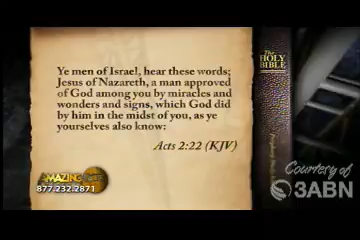 Ye men of Israel, hear these words;
Jesus of Nazareth, a man approved
of God among you by miracles and
wonders and signs, which God did
by him in the midst of you, as ye
yourselves also know:
Acts 2:22 (KJV)
The
HOLY
BIBLE
AMAZING
877.232.2871
Courtesy of
3ABN